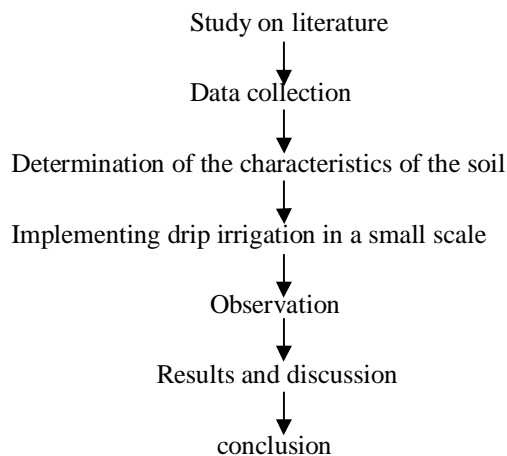 Study on literature
Data collection
Determination of the characteristics of the soil
Implementing drip irrigation in a small scale
Observation
Results and discussion
conclusion